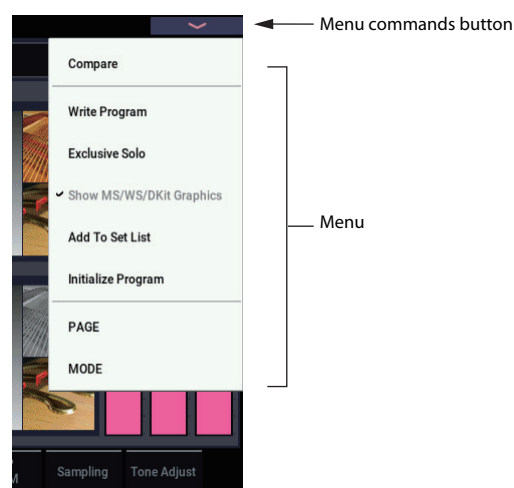 Menu commands button
Compare
Write Program
Exclusive Solo
Show MS/WS/DKit Graphics
Add To Set List
Menu
Initialize Program
PAGE
MODE
M
Sampling
Tone Adjust